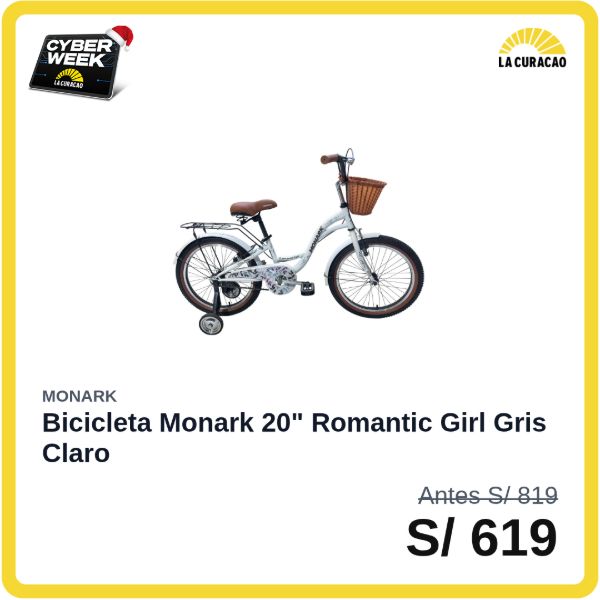 CYBER
WEEK
LA CURACAO
LA CURACAO
MONARK
MONARK
Bicicleta Monark 20" Romantic Girl Gris
Claro
Antes S/ 819
S/ 619